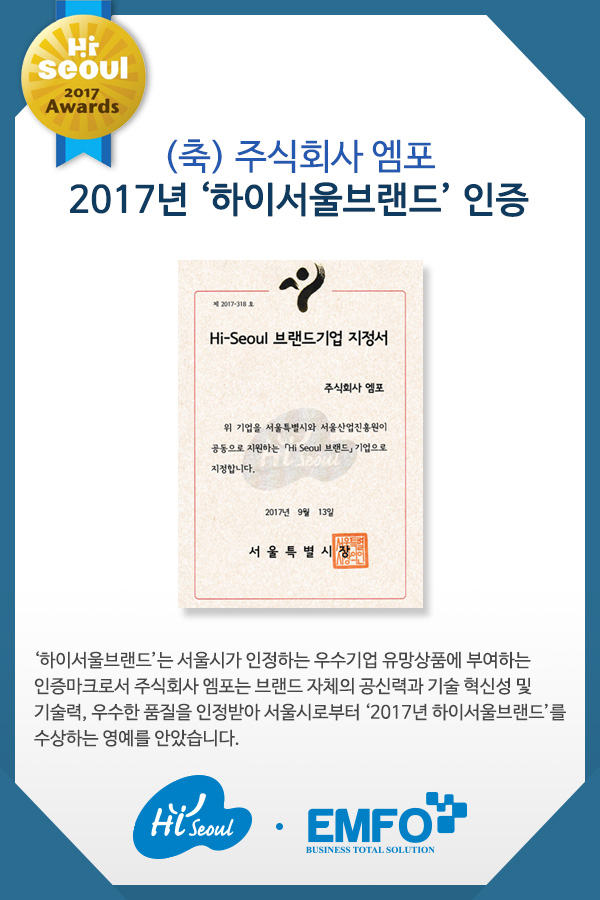 Hi
seoul
2017
Awards
(축) 주식회사 엠포
2017년 ‘하이서울브랜드’ 인증
제 2017-318 호
Hi-Seoul 브랜드기업 지정서
주식회사 엠포
위 기업을 서울특별시와 서울산업진흥원이
공동으로 지원하는 「Hi Seoul 브랜드」 기업으로
지정합니다.
Hi Seoul
2017년 9월 13일
서울특별시장
‘하이서울브랜드’는 서울시가 인정하는 우수기업 유망상품에 부여하는
인증마크로서 주식회사 엠포는 브랜드 자체의 공신력과 기술 혁신성 및
기술력, 우수한 품질을 인정받아 서울시로부터 ‘2017년 하이서울브랜드’를
수상하는 영예를 안았습니다.
Hi Seoul · EMFO
BUSINESS TOTAL SOLUTION